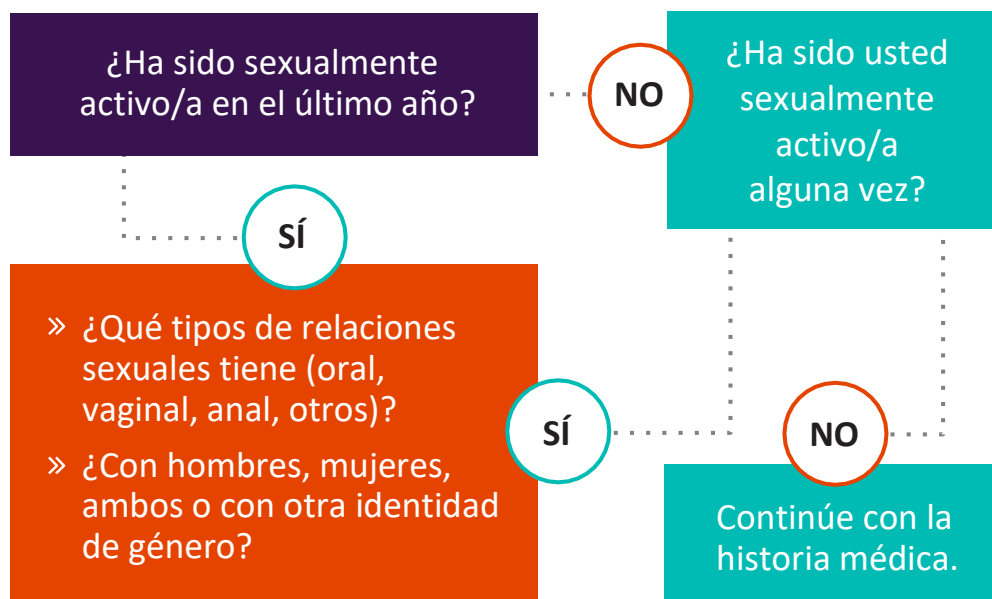 ¿Ha sido sexualmente
activo/a en el último año?
NO
¿Ha sido usted
sexualmente
activo/a
alguna vez?
SÍ
» ¿Qué tipos de relaciones
sexuales tiene (oral,
vaginal, anal, otros)?
» ¿Con hombres, mujeres,
ambos o con otra identidad
de género?
SÍ
NO
Continúe con la
historia médica.